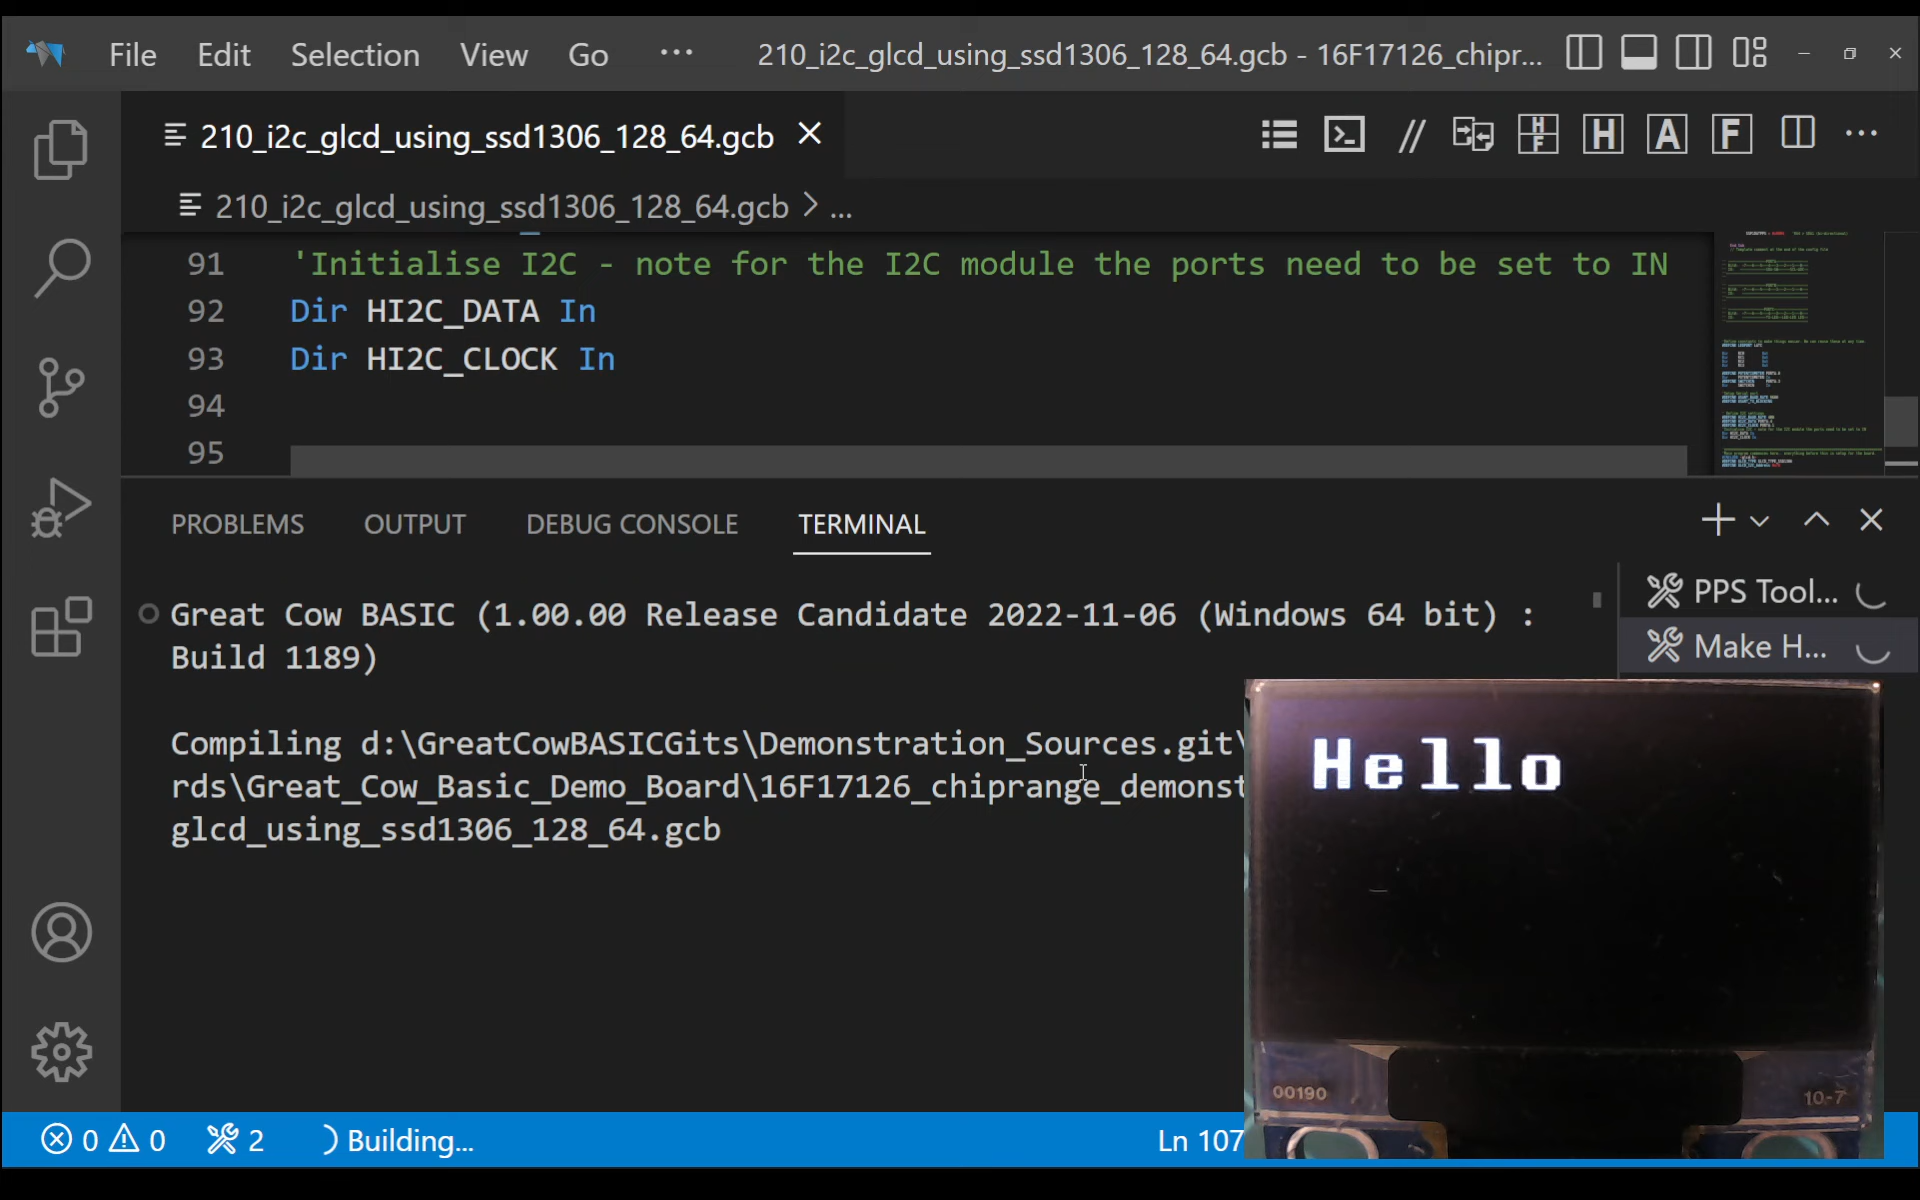 File Edit Selection View Go ··· 210_i2c_glcd_using_ssd1306_128_64.gcb - 16F17126_chipr...
210_i2c_glcd_using_ssd1306_128_64.gcb
210_i2c_glcd_using_ssd1306_128_64.gcb > ...
91 'Initialise I2C - note for the I2C module the ports need to be set to IN
92 Dir HI2C_DATA In
93 Dir HI2C_CLOCK In
94
95
PROBLEMS OUTPUT DEBUG CONSOLE TERMINAL
Great Cow BASIC (1.00.00 Release Candidate 2022-11-06 (Windows 64 bit) :
Build 1189)
PPS Tool...
Make H...
Compiling d:\GreatCowBASICGits\Demonstration_Sources.git\
rds\Great_Cow_Basic_Demo_Board\16F17126_chiprange_demonst
glcd_using_ssd1306_128_64.gcb
Hello
00190
10-7
0 0 2 Building... Ln 107